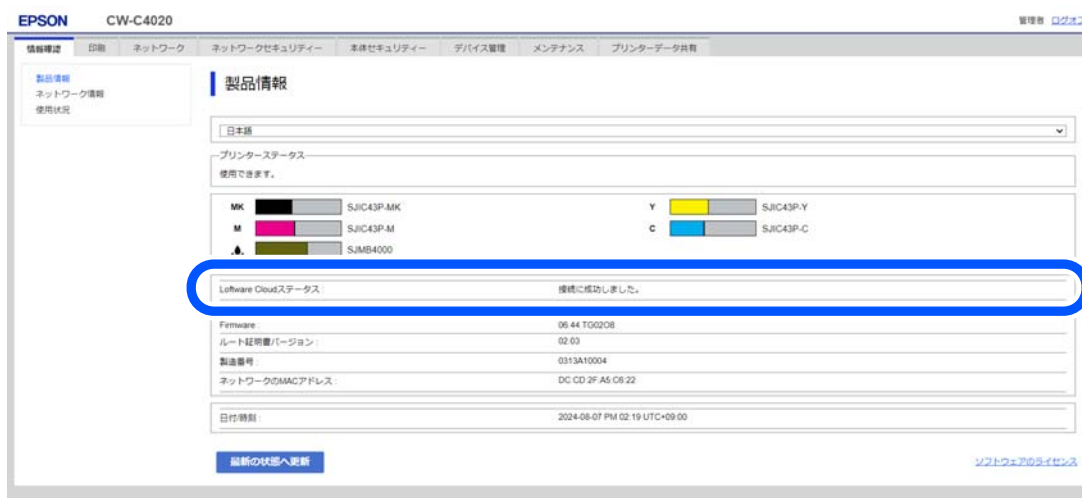 EPSON CW-C4020
管理者 ログオフ
情報確認 印刷 ネットワーク ネットワークセキュリティー 本体セキュリティー デバイス管理 メンテナンス プリンターデータ共有
製品情報
ネットワーク情報
使用状況
製品情報
日本語
プリンターステータス
使用できます。
MK SJIC43P-MK Y SJIC43P-Y
M SJIC43P-M C SJIC43P-C
SJMB4000
Loftware Cloudステータス : 接続に成功しました。
Firmware : 06.44 TG02O8
ルート証明書バージョン : 02.03
製造番号 : 0313A10004
ネットワークのMACアドレス : DC:CD:2F:A5:C6:22
日付/時刻 : 2024-08-07 PM 02:19 UTC+09:00
最新の状態へ更新
ソフトウェアのライセンス